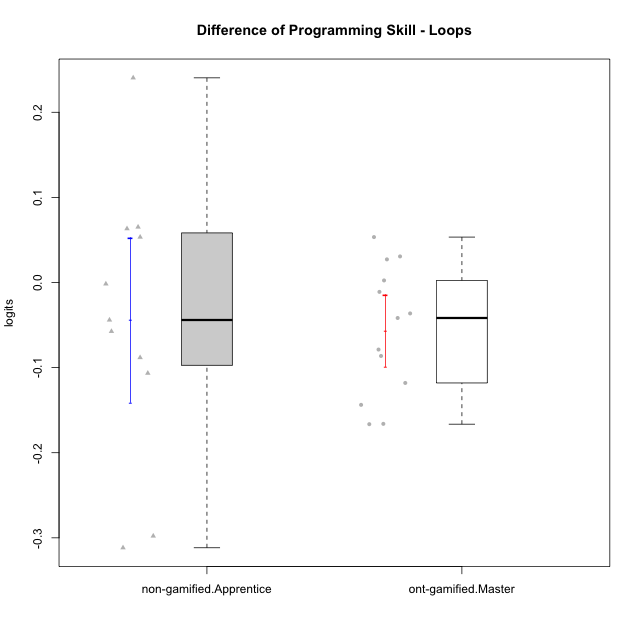 Difference of Programming Skill - Loops
logits
0.2
0.1
0.0
-0.1
-0.2
-0.3
non-gamified.Apprentice
ont-gamified.Master